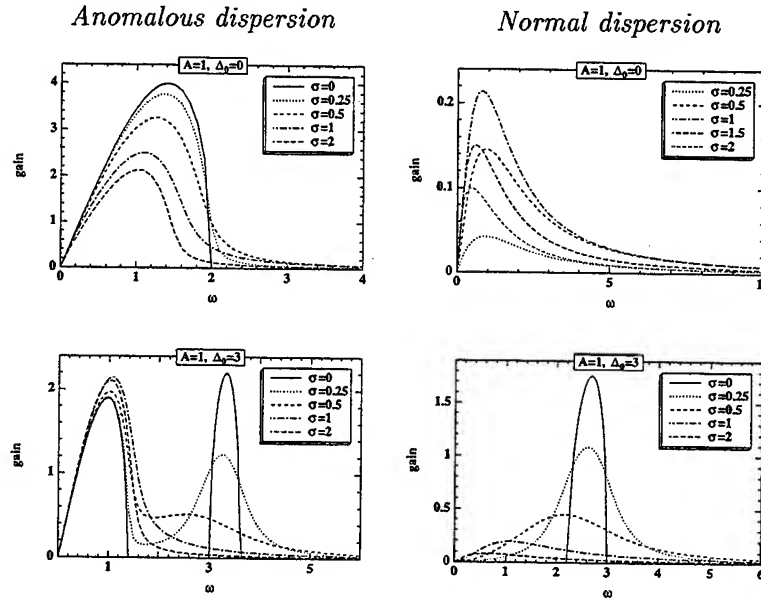 Anomalous dispersion
Normal dispersion
A=1, Δ₀=0
σ=0
σ=0.25
σ=0.5
σ=1
σ=2
gain
4
3
2
1
0
0 1 2 3 4
ω
A=1, Δ₀=0
σ=0.25
σ=0.5
σ=1
σ=1.5
σ=2
gain
0.2
0.1
0
0 5 1
ω
A=1, Δ₀=3
σ=0
σ=0.25
σ=0.5
σ=1
σ=2
gain
2
1
0
1 3 5
ω
A=1, Δ₀=3
σ=0
σ=0.25
σ=0.5
σ=1
σ=2
gain
1.5
1
0.5
0
0 1 2 3 4 5 6
ω